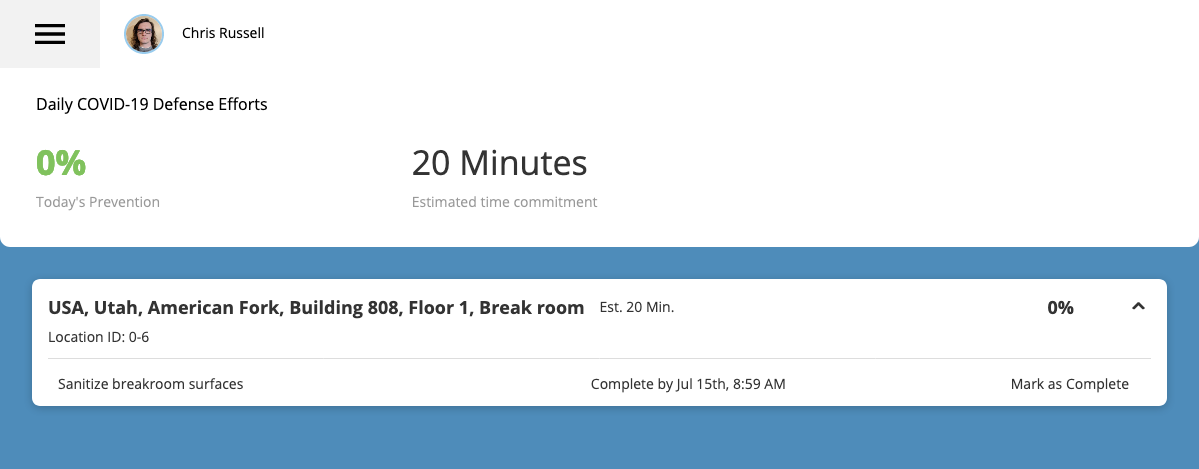 Chris Russell
Daily COVID-19 Defense Efforts
0%
20 Minutes
Today's Prevention
Estimated time commitment
USA, Utah, American Fork, Building 808, Floor 1, Break room Est. 20 Min. 0%
Location ID: 0-6
Sanitize breakroom surfaces Complete by Jul 15th, 8:59 AM Mark as Complete